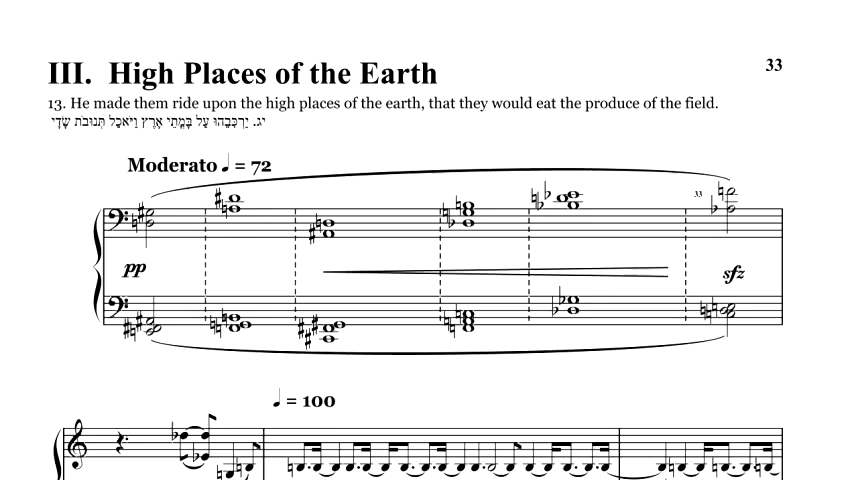 33
III. High Places of the Earth
13. He made them ride upon the high places of the earth, that they would eat the produce of the field.
יג. יַרְכִּבֵהוּ עַל בָּמֳתֵי אֶרֶץ וַיֹּאכַל תְּנוּבֹת שָׂדָי
Moderato ♩ = 72
33
pp
sfz
♩ = 100